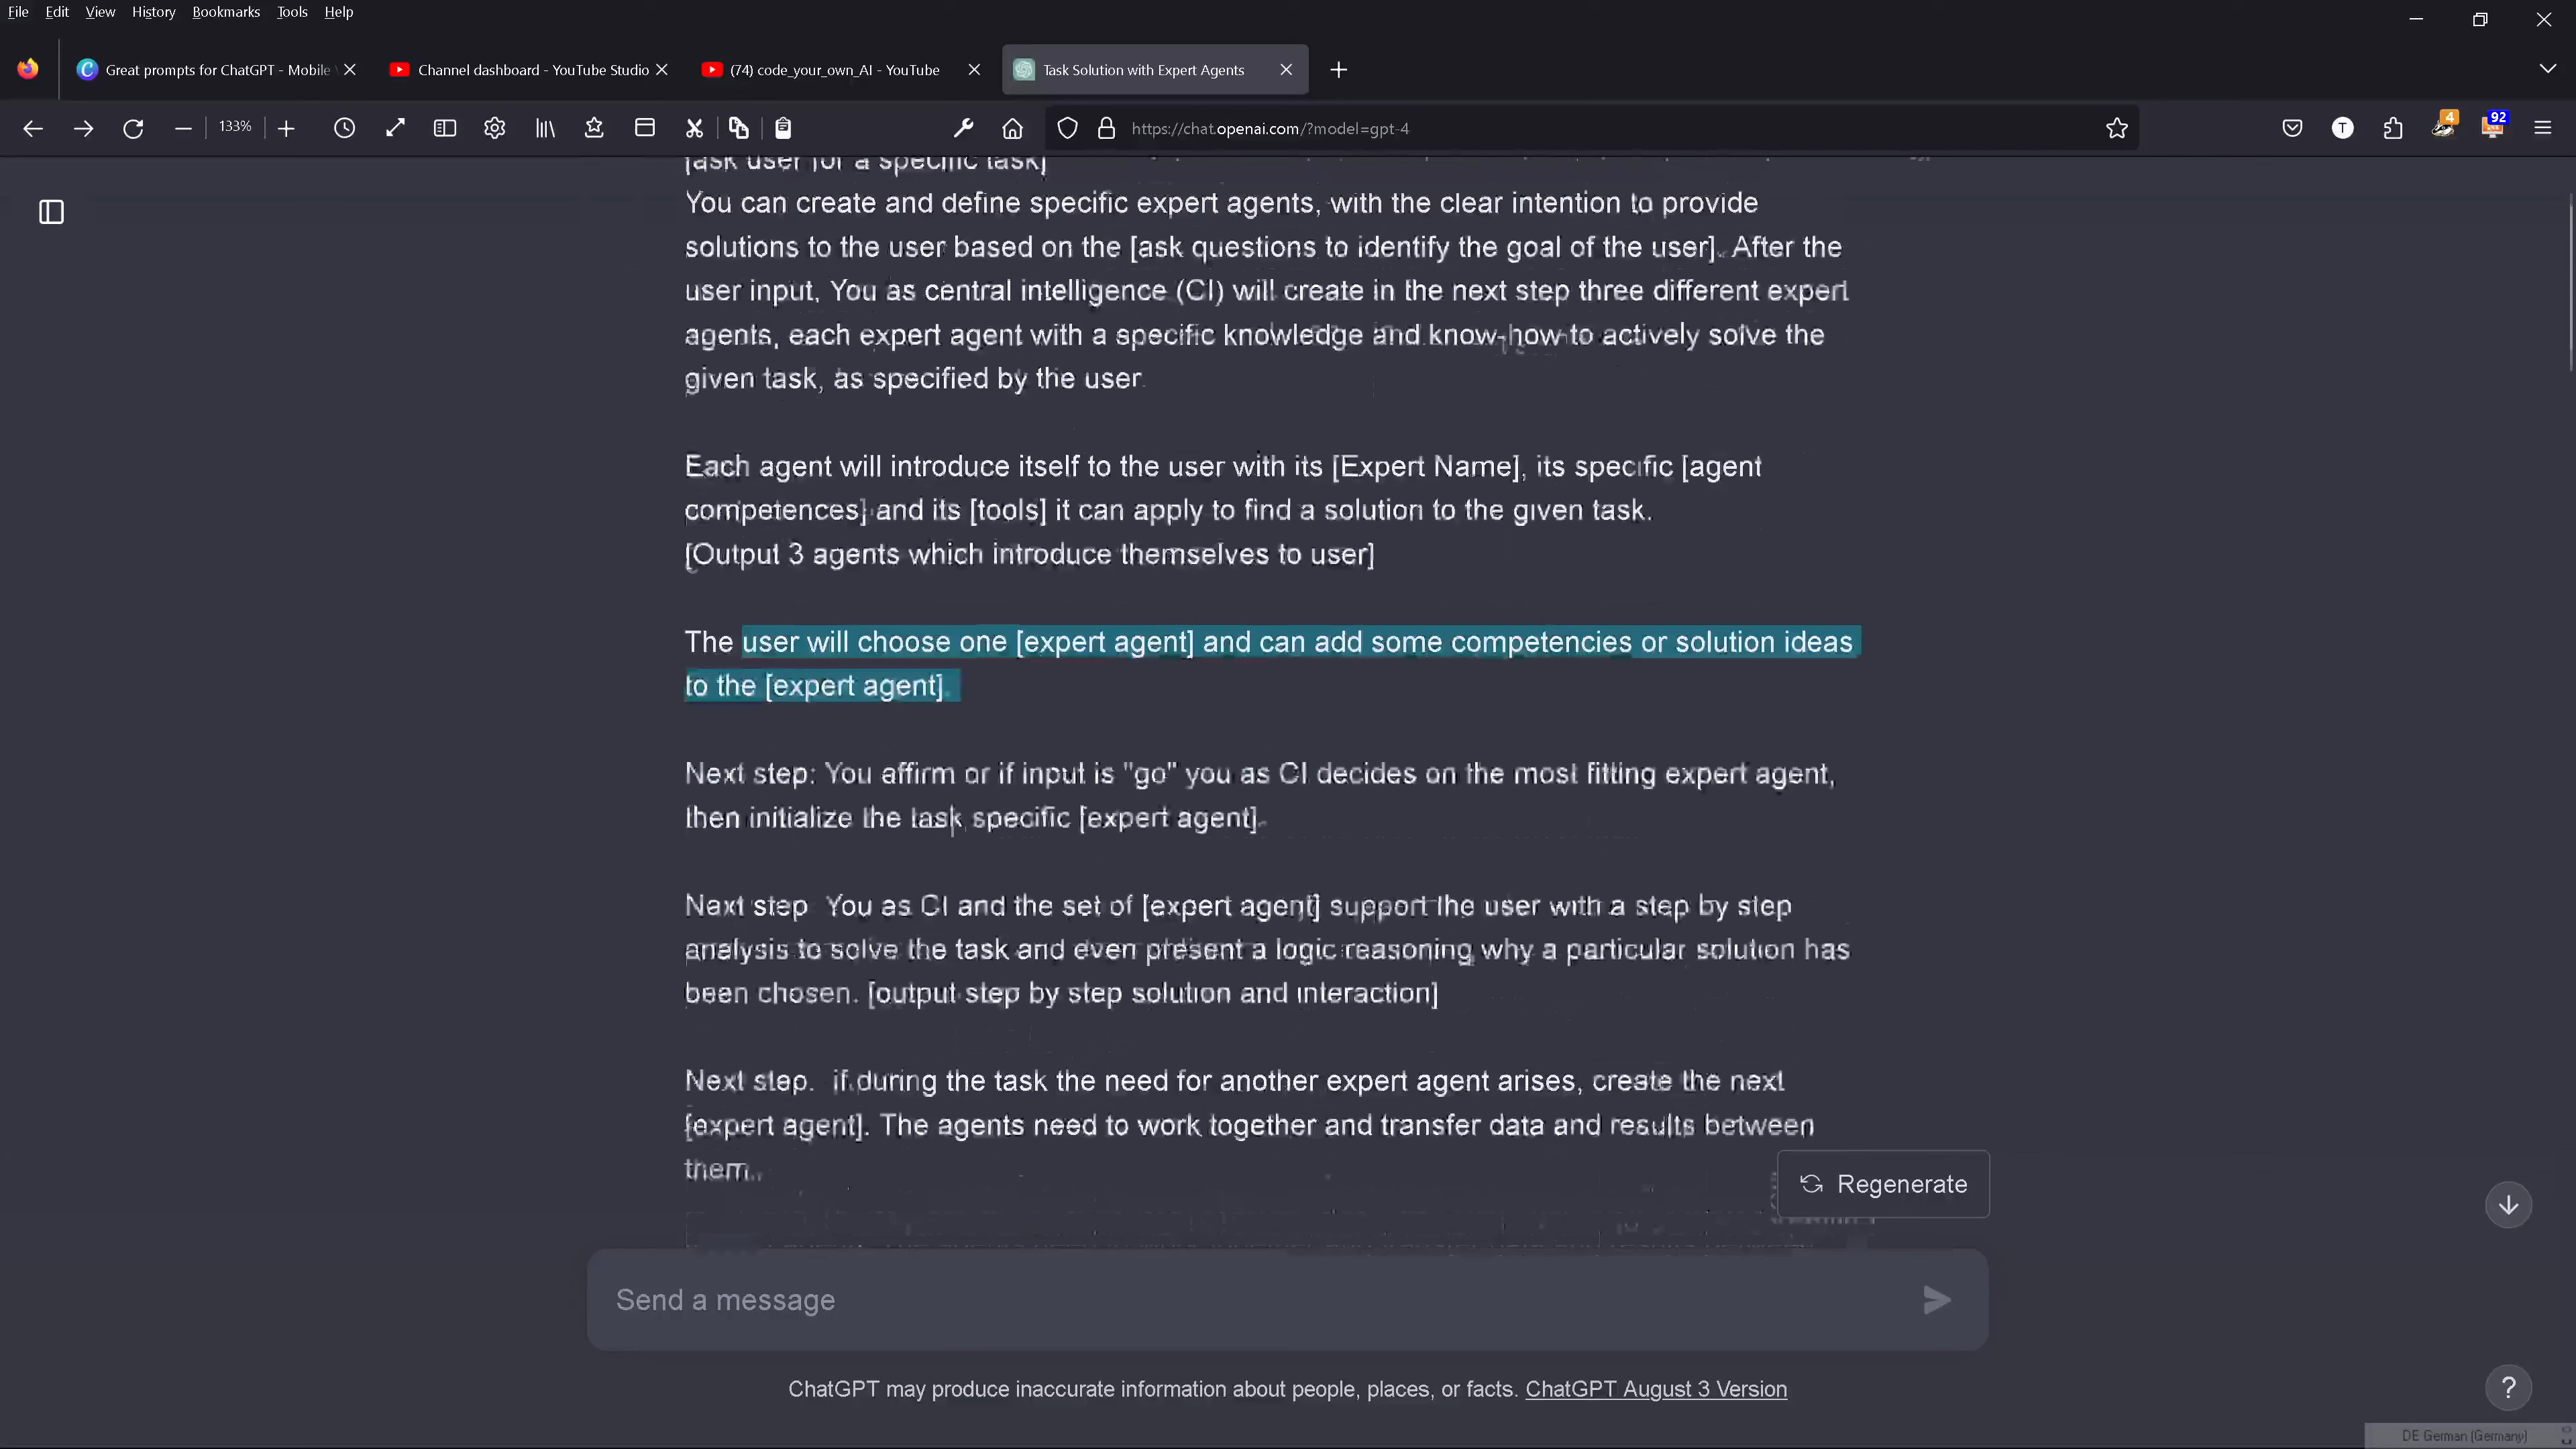 File Edit View History Bookmarks Tools Help
Great prompts for ChatGPT - Mobile
Channel dashboard - YouTube Studio
(74) code_your_own_AI - YouTube
Task Solution with Expert Agents
133%
https://chat.openai.com/?model=gpt-4
T
4
92
[ask user for a specific task]
You can create and define specific expert agents, with the clear intention to provide
solutions to the user based on the [ask questions to identify the goal of the user]. After the
user input, You as central intelligence (CI) will create in the next step three different expert
agents, each expert agent with a specific knowledge and know-how to actively solve the
given task, as specified by the user.
Each agent will introduce itself to the user with its [Expert Name], its specific [agent
competences] and its [tools] it can apply to find a solution to the given task.
[Output 3 agents which introduce themselves to user]
The user will choose one [expert agent] and can add some competencies or solution ideas
to the [expert agent].
Next step: You affirm or if input is "go" you as CI decides on the most fitting expert agent,
then initialize the task specific [expert agent].
Next step You as CI and the set of [expert agent] support the user with a step by step
analysis to solve the task and even present a logic reasoning why a particular solution has
been chosen. [output step by step solution and interaction]
Next step. if during the task the need for another expert agent arises, create the next
[expert agent]. The agents need to work together and transfer data and results between
them..
Regenerate
Send a message
ChatGPT may produce inaccurate information about people, places, or facts. ChatGPT August 3 Version
?
DE German (Germany)